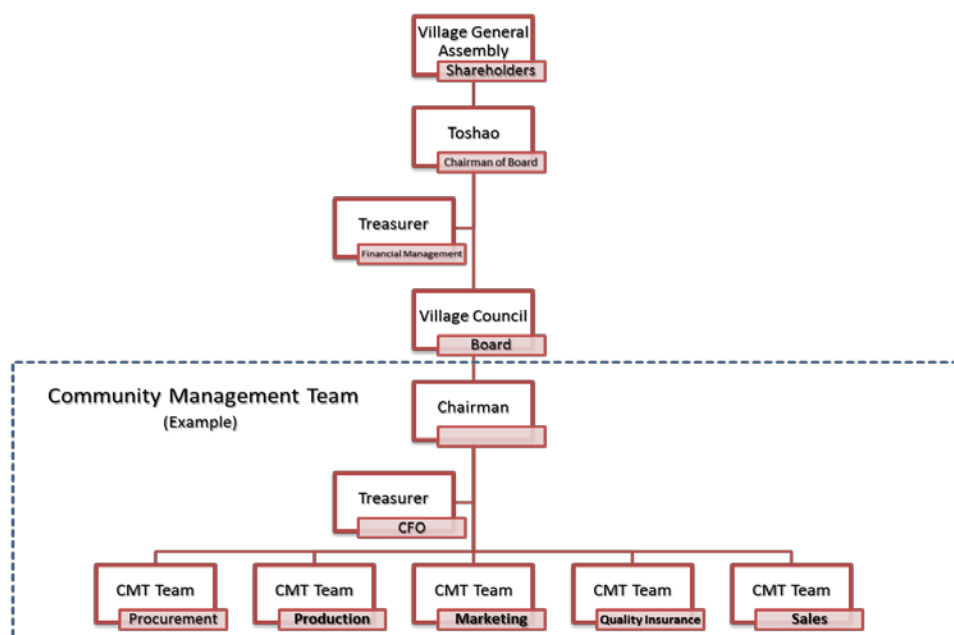 Village General
Assembly
Shareholders
Toshao
Chairman of Board
Treasurer
Financial Management
Village Council
Board
Community Management Team
(Example)
Chairman
Treasurer
CFO
CMT Team
Procurement
CMT Team
Production
CMT Team
Marketing
CMT Team
Quality Insurance
CMT Team
Sales